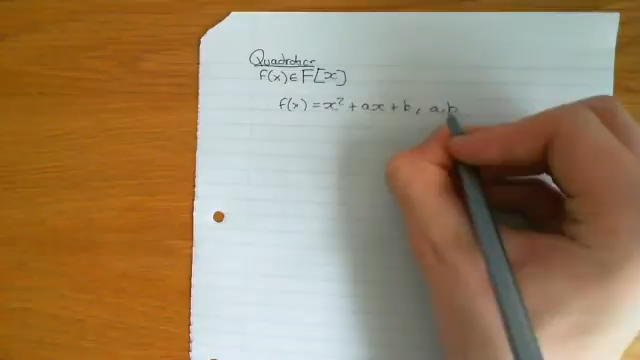 Quadratics
f(x) ∈ F[x]
f(x) = x² + ax + b, a, b